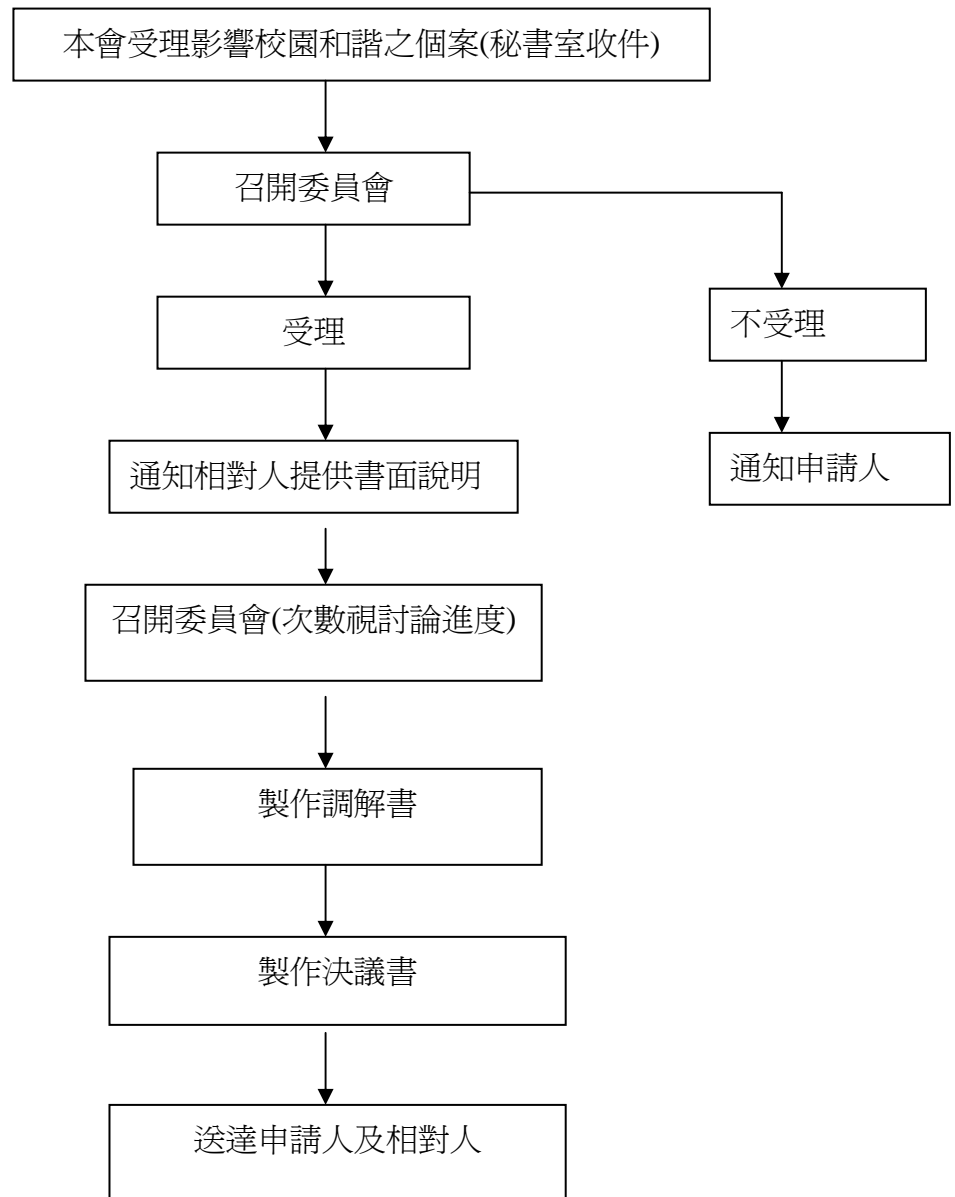 本會受理影響校園和諧之個案(秘書室收件)
召開委員會
受理
不受理
通知相對人提供書面說明
通知申請人
召開委員會(次數視討論進度)
製作調解書
製作決議書
送達申請人及相對人